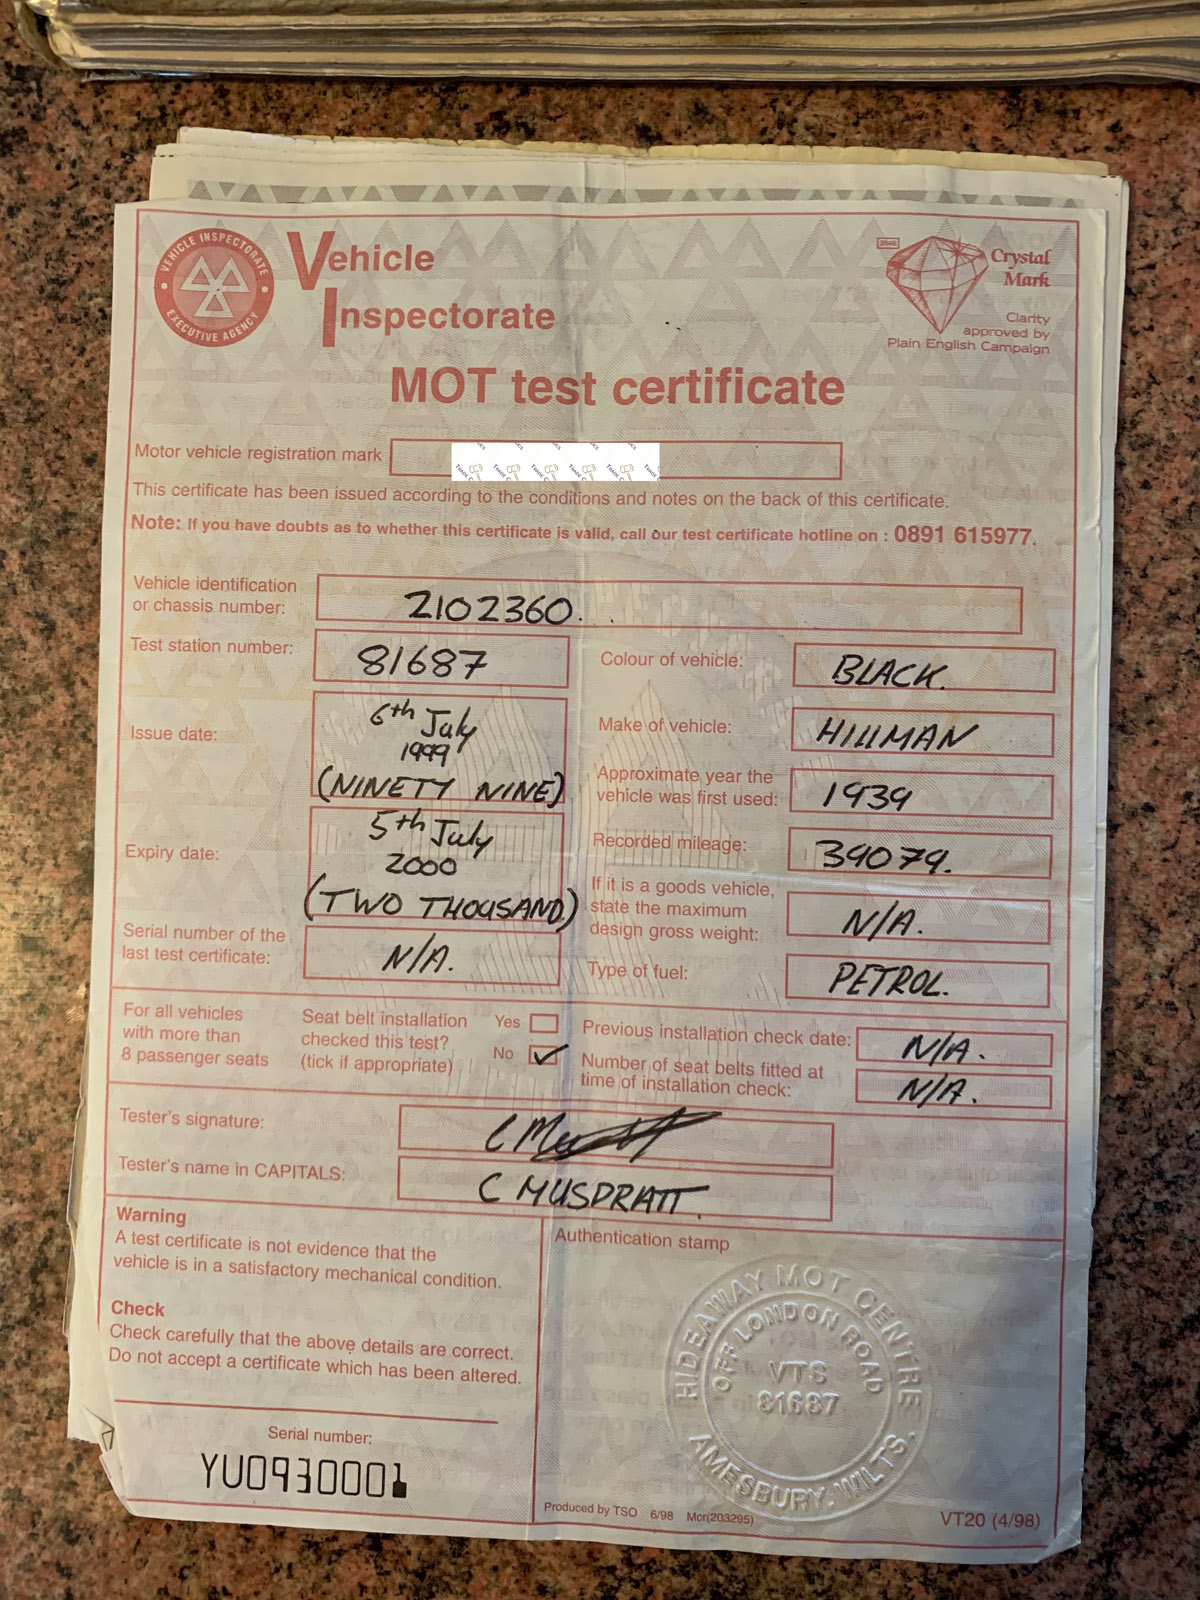 VEHICLE INSPECTORATE
EXECUTIVE AGENCY
Vehicle
Inspectorate
Crystal
Mark
Clarity
approved by
Plain English Campaign
MOT test certificate
Motor vehicle registration mark
This certificate has been issued according to the conditions and notes on the back of this certificate.
Note: If you have doubts as to whether this certificate is valid, call our test certificate hotline on : 0891 615977.
Vehicle identification
or chassis number:
2102360.
Test station number:
81687
Colour of vehicle:
BLACK.
Issue date:
6th July
1999
(NINETY NINE)
Make of vehicle:
HILLMAN
Approximate year the
vehicle was first used:
1939
Expiry date:
5th July
2000
(TWO THOUSAND.)
Recorded mileage:
39079.
If it is a goods vehicle,
state the maximum
design gross weight:
N/A.
Serial number of the
last test certificate:
N/A.
Type of fuel:
PETROL.
For all vehicles
with more than
8 passenger seats
Seat belt installation
checked this test?
(tick if appropriate)
Yes
No
Previous installation check date:
N/A.
Number of seat belts fitted at
time of installation check:
N/A.
Tester's signature:
Tester's name in CAPITALS:
C MUSPRATT.
Warning
A test certificate is not evidence that the
vehicle is in a satisfactory mechanical condition.
Check
Check carefully that the above details are correct.
Do not accept a certificate which has been altered.
Serial number:
YU0930001
Authentication stamp
HIDEAWAY MOT CENTRE
OFF LONDON ROAD
VTS
81687
AMESBURY. WILTS.
Produced by TSO 6/98 Mcr(203295)
VT20 (4/98)